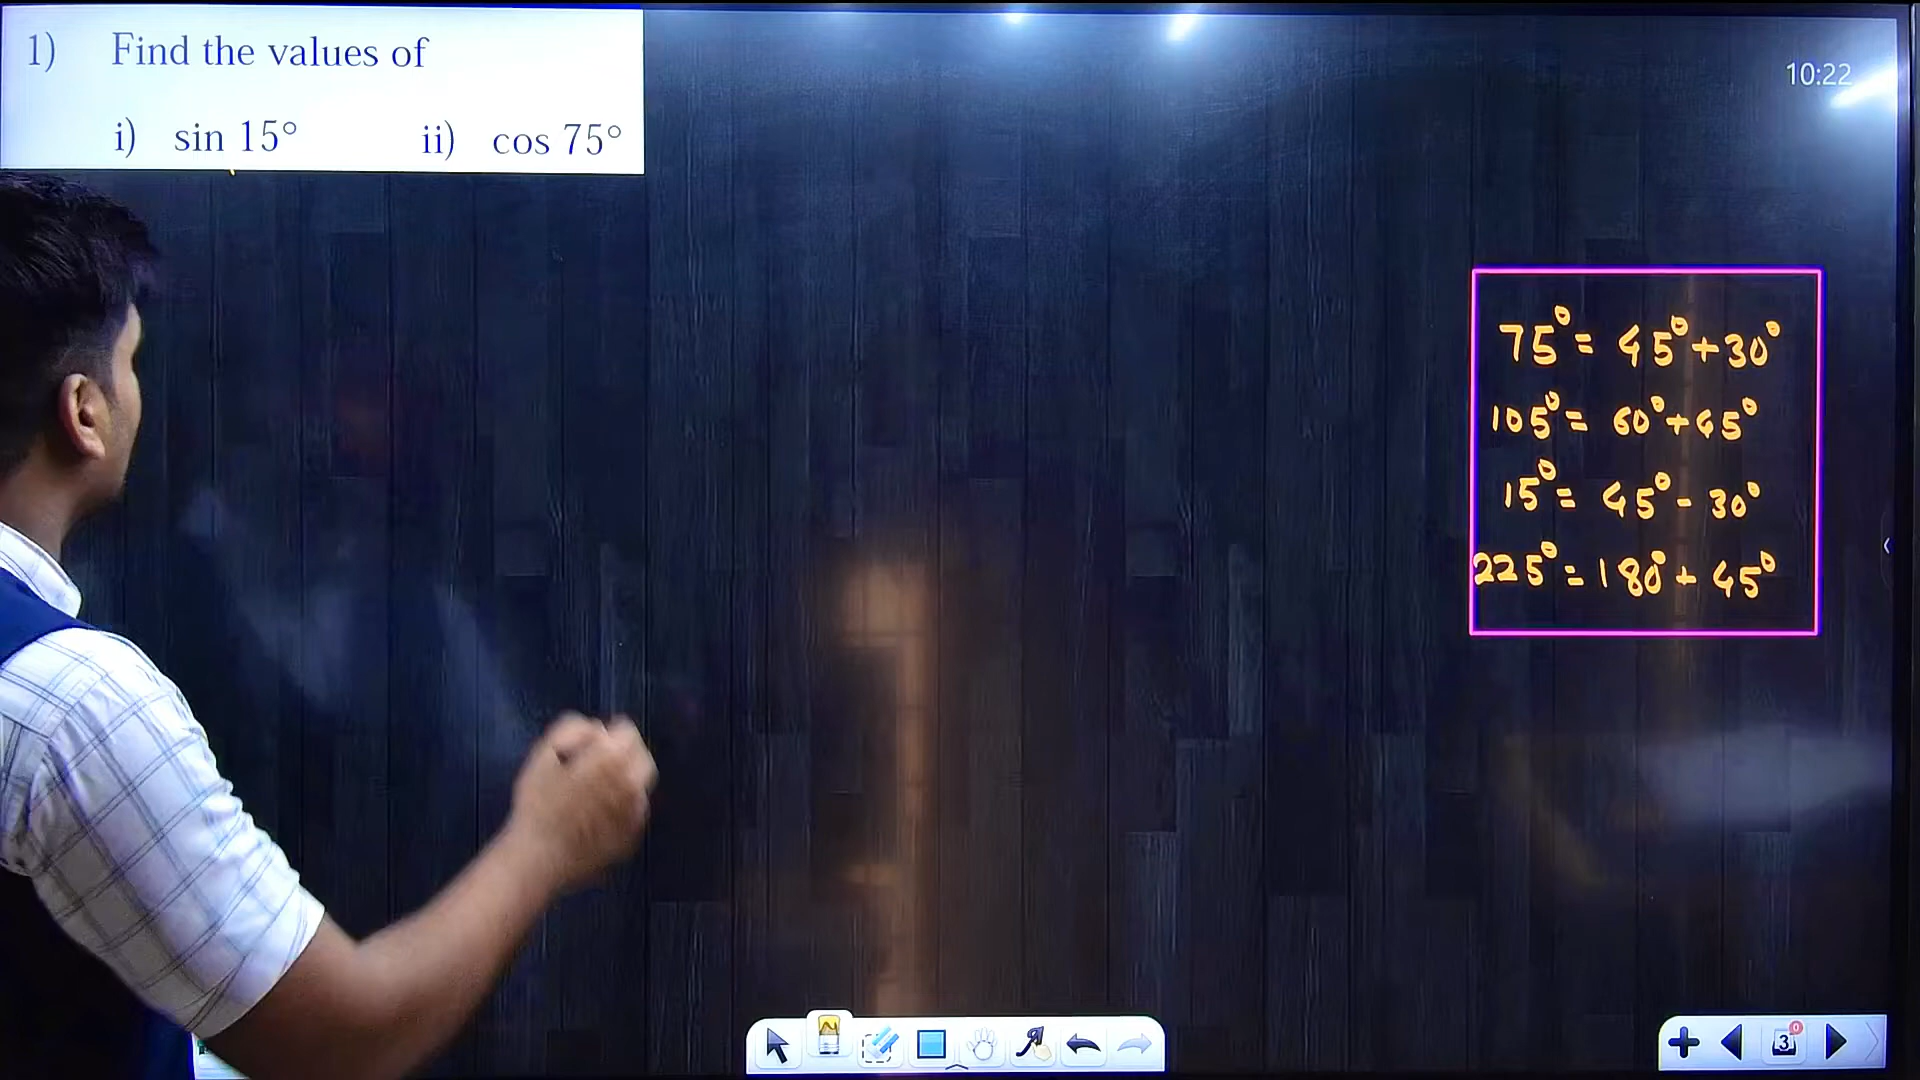 1) Find the values of
i) sin 15° ii) cos 75°
10:22
75° = 45° + 30°
105° = 60° + 45°
15° = 45° - 30°
225° = 180° + 45°
3
0